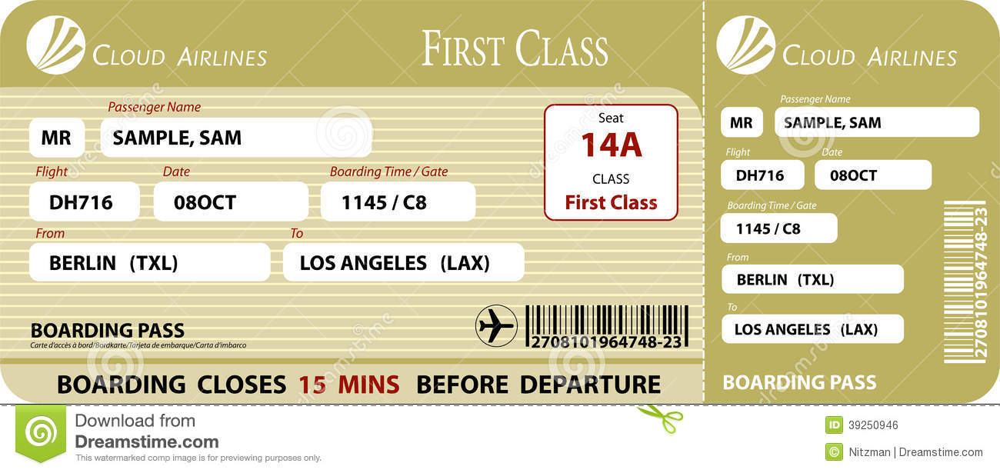 CLOUD AIRLINES
FIRST CLASS
Passenger Name
MR SAMPLE, SAM
Flight Date Boarding Time / Gate
DH716 08OCT 1145 / C8
From To
BERLIN (TXL) LOS ANGELES (LAX)
Seat
14A
CLASS
First Class
BOARDING PASS
Carte d'accès à bord/Bordkarte/Tarjeta de embarque/Carta d'imbarco
2708101964748-23
BOARDING CLOSES 15 MINS BEFORE DEPARTURE
CLOUD AIRLINES
Passenger Name
MR SAMPLE, SAM
Flight Date
DH716 08OCT
Boarding Time / Gate
1145 / C8
From
BERLIN (TXL)
To
LOS ANGELES (LAX)
2708101964748-23
BOARDING PASS
Download from
Dreamstime.com
This watermarked comp image is for previewing purposes only.
ID 39250946
© Nitzman | Dreamstime.com
dreamstime
dreamstime
dreamstime
dreamstime